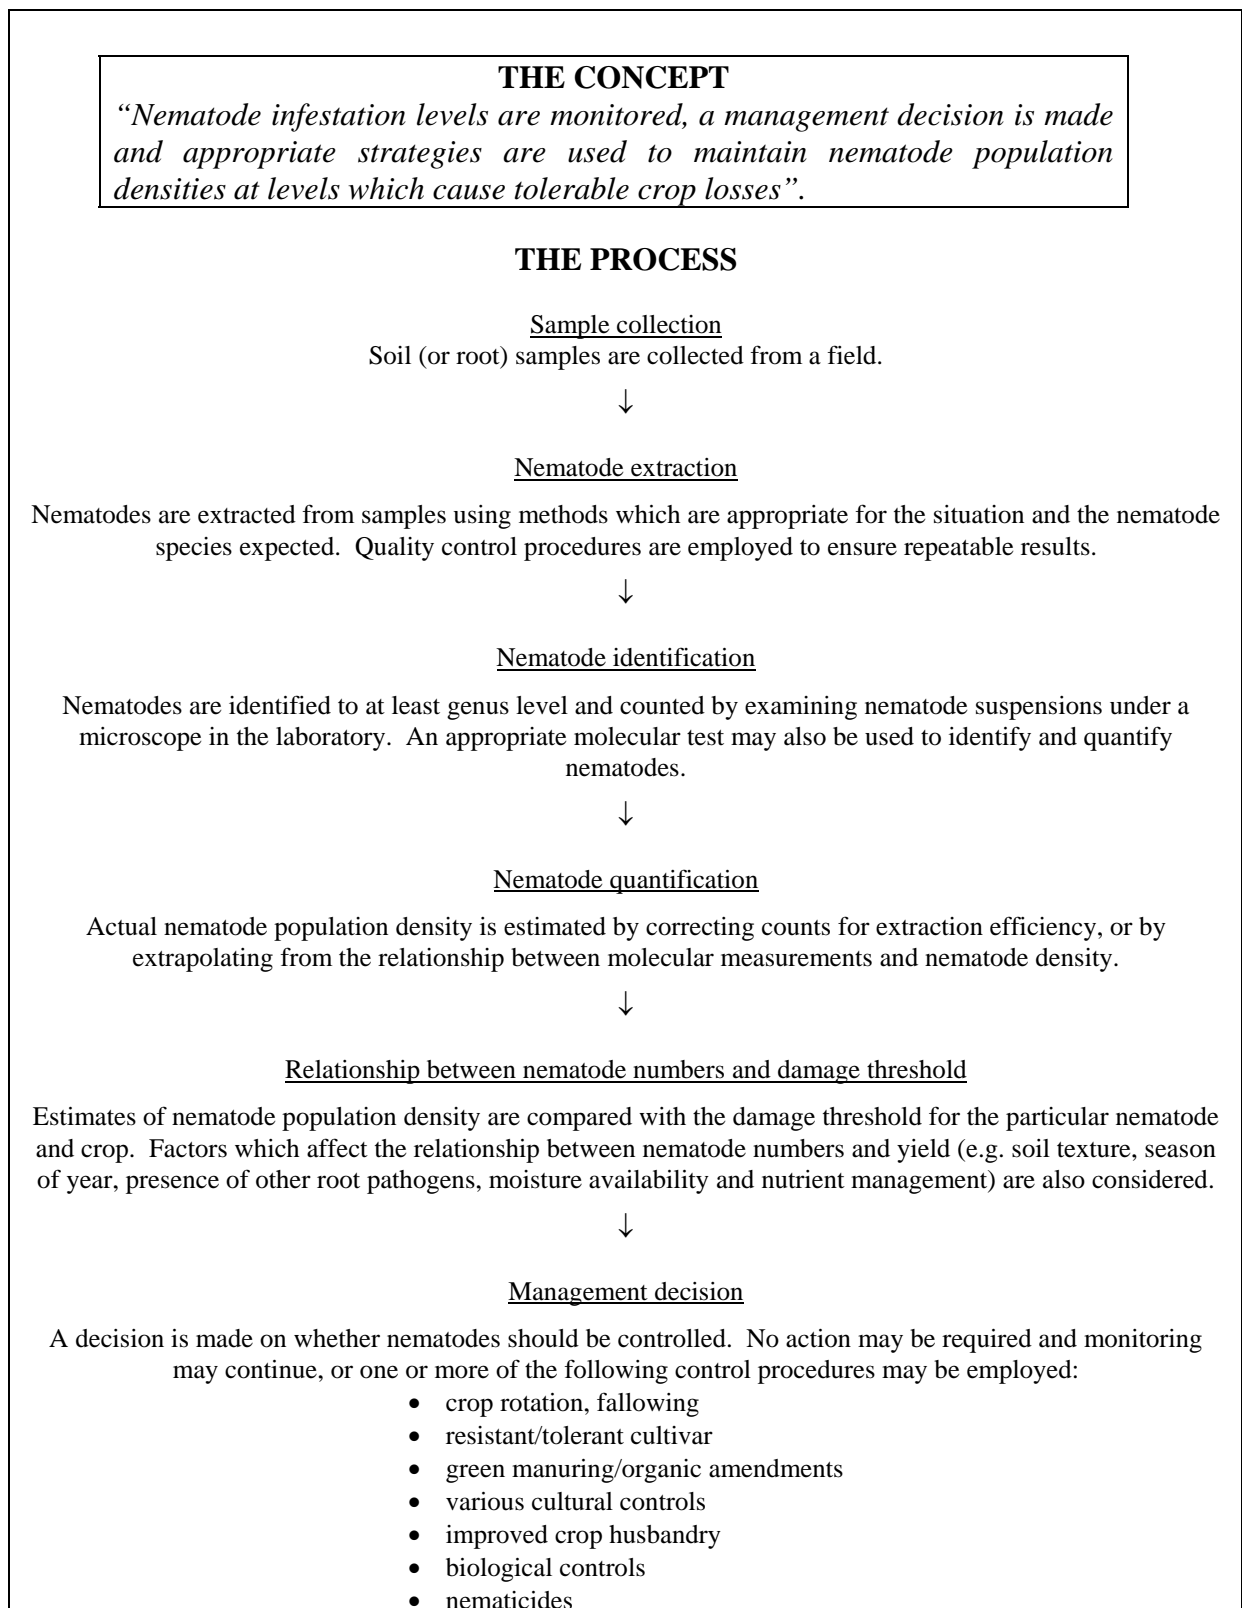 THE CONCEPT
“Nematode infestation levels are monitored, a management decision is made
and appropriate strategies are used to maintain nematode population
densities at levels which cause tolerable crop losses”.
THE PROCESS
Sample collection
Soil (or root) samples are collected from a field.
↓
Nematode extraction
Nematodes are extracted from samples using methods which are appropriate for the situation and the nematode
species expected.  Quality control procedures are employed to ensure repeatable results.
↓
Nematode identification
Nematodes are identified to at least genus level and counted by examining nematode suspensions under a
microscope in the laboratory.  An appropriate molecular test may also be used to identify and quantify
nematodes.
↓
Nematode quantification
Actual nematode population density is estimated by correcting counts for extraction efficiency, or by
extrapolating from the relationship between molecular measurements and nematode density.
↓
Relationship between nematode numbers and damage threshold
Estimates of nematode population density are compared with the damage threshold for the particular nematode
and crop.  Factors which affect the relationship between nematode numbers and yield (e.g. soil texture, season
of year, presence of other root pathogens, moisture availability and nutrient management) are also considered.
↓
Management decision
A decision is made on whether nematodes should be controlled.  No action may be required and monitoring
may continue, or one or more of the following control procedures may be employed:
• crop rotation, fallowing
• resistant/tolerant cultivar
• green manuring/organic amendments
• various cultural controls
• improved crop husbandry
• biological controls
• nematicides